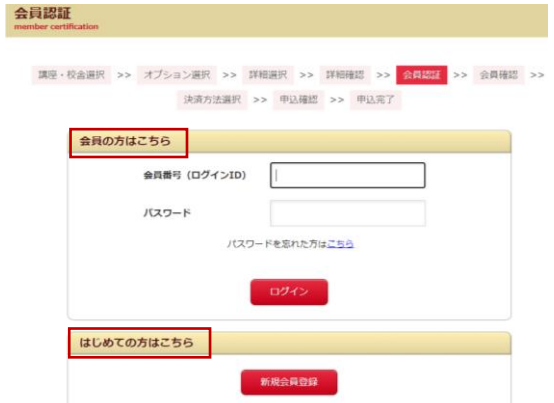 会員認証
member certification
講座・校舎選択 >> オプション選択 >> 詳細選択 >> 詳細確認 >> 会員認証 >> 会員確認 >>
決済方法選択 >> 申込確認 >> 申込完了
会員の方はこちら
会員番号（ログインID）
パスワード
パスワードを忘れた方はこちら
ログイン
はじめての方はこちら
新規会員登録